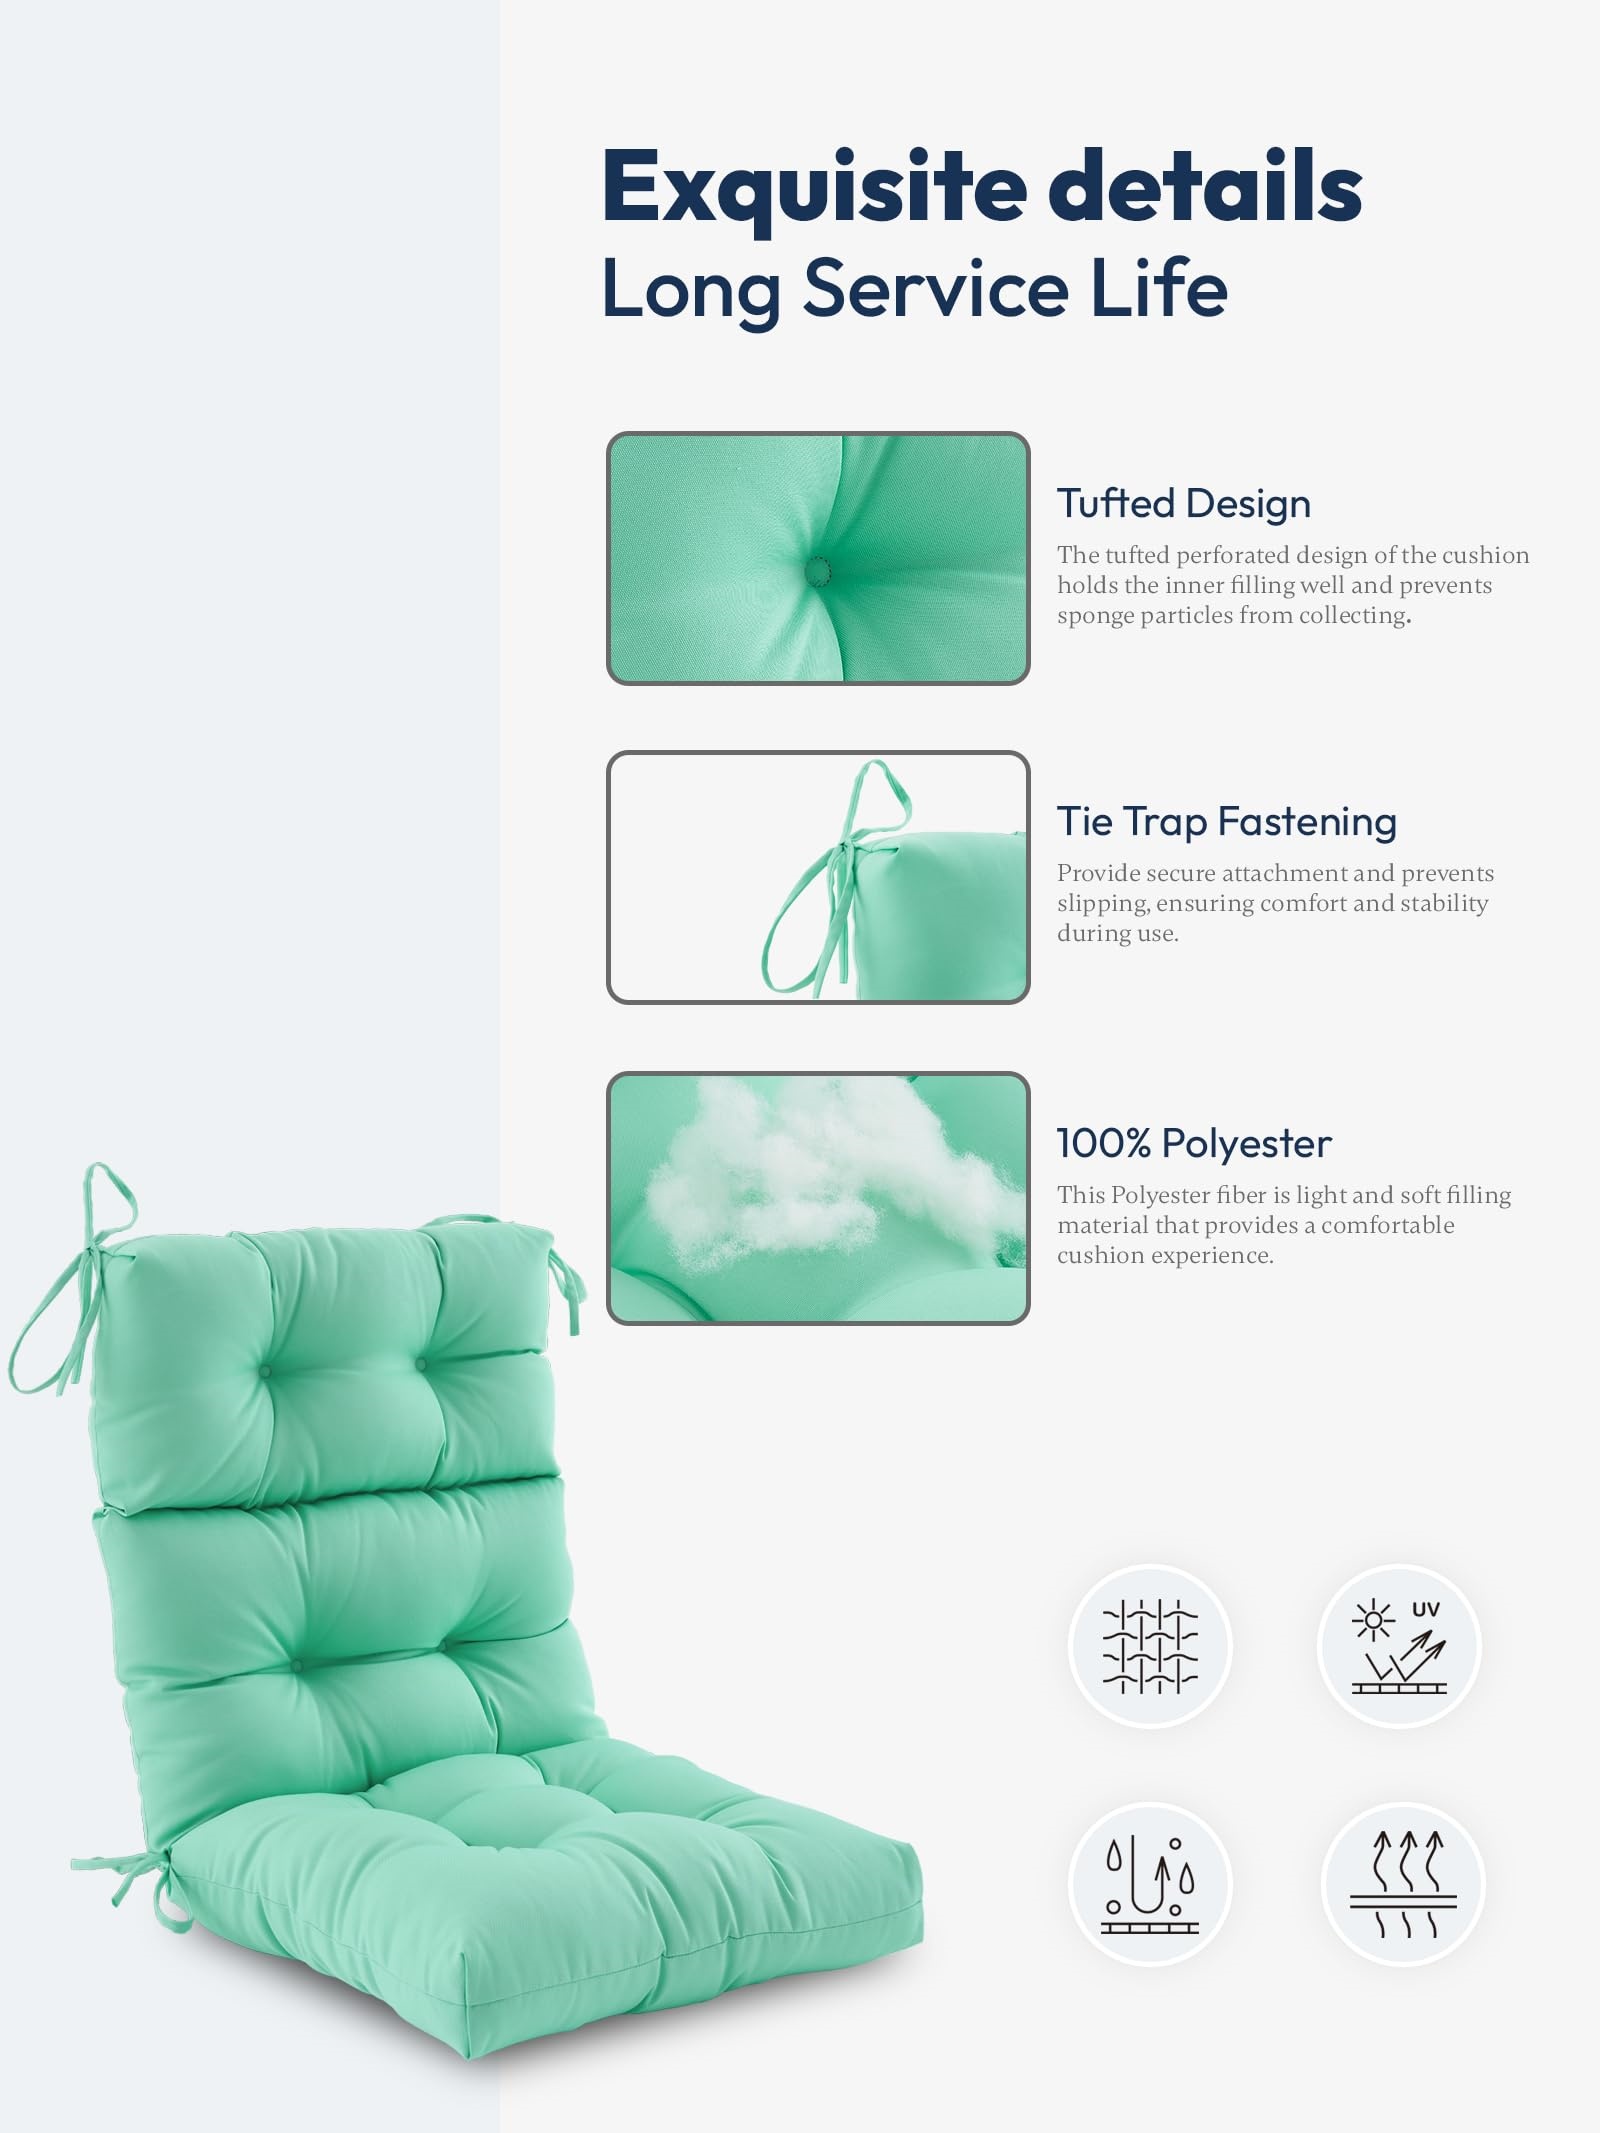 Exquisite details
Long Service Life
Tufted Design
The tufted perforated design of the cushion
holds the inner filling well and prevents
sponge particles from collecting.
Tie Trap Fastening
Provide secure attachment and prevents
slipping, ensuring comfort and stability
during use.
100% Polyester
This Polyester fiber is light and soft filling
material that provides a comfortable
cushion experience.
UV